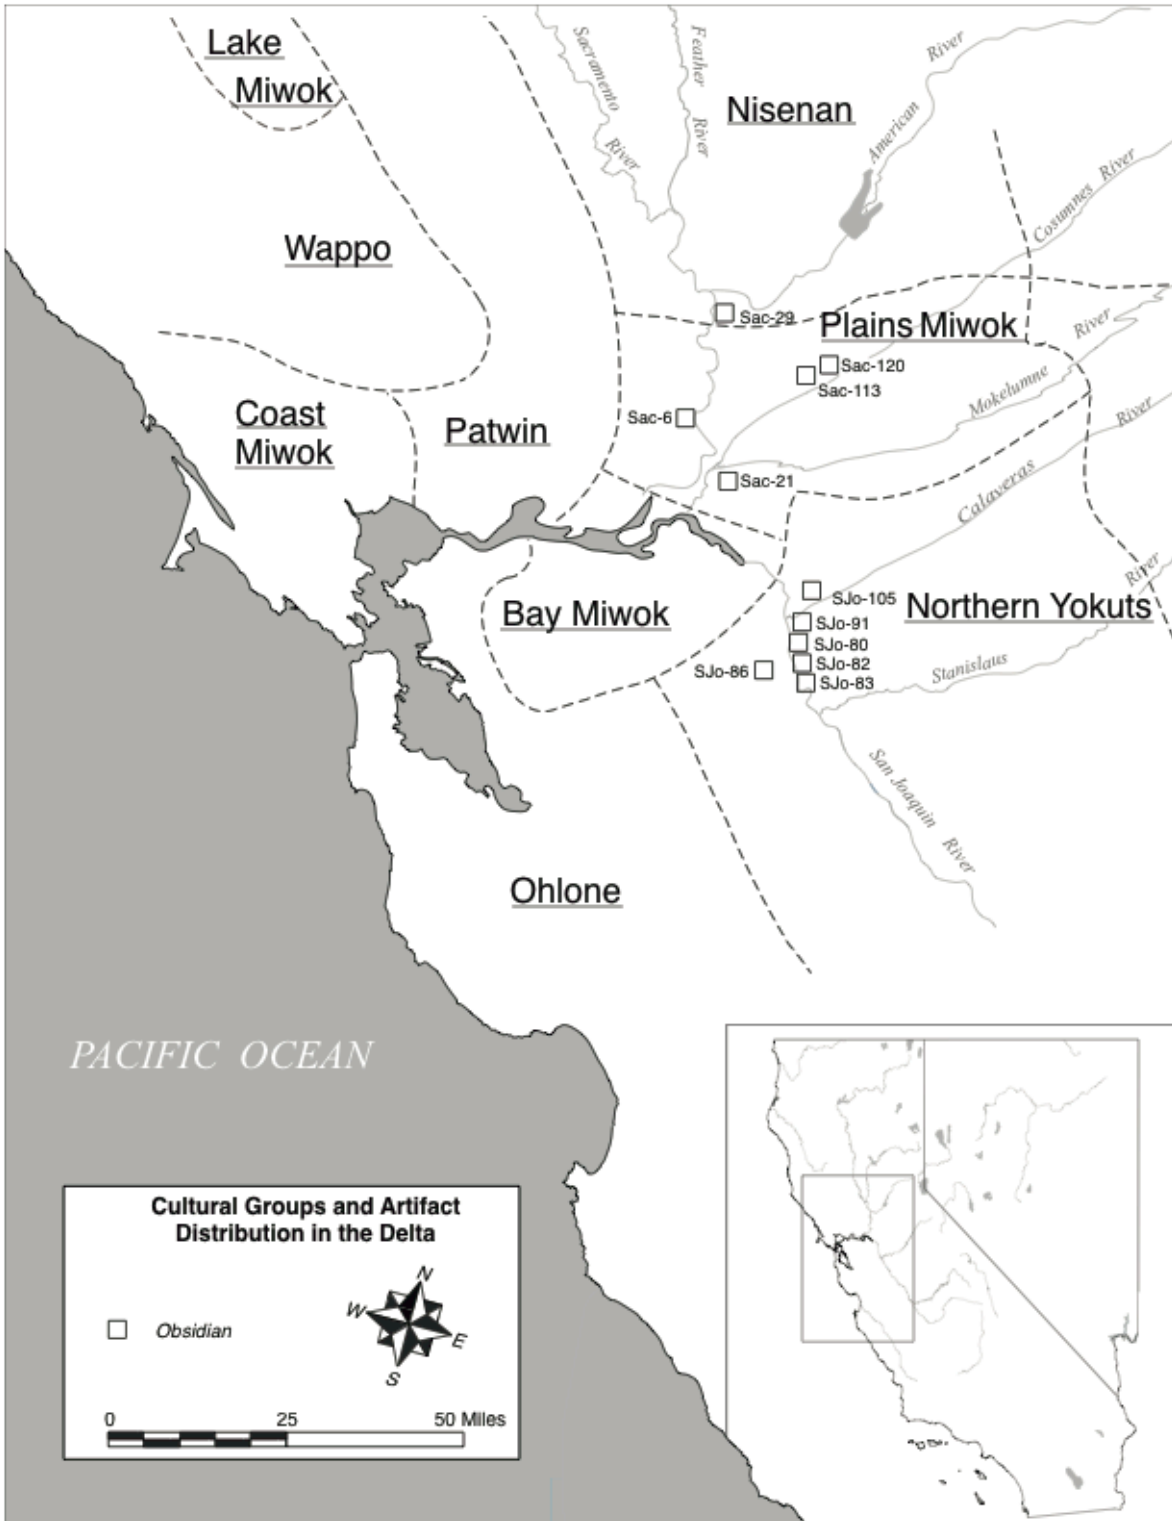 Lake
Miwok
Sacramento
River
Feather
River
Nisenan
American
River
Cosumnes River
Wappo
Sac-29
Plains Miwok
River
Sac-120
Sac-113
Mokelumne
Coast
Miwok
Patwin
Sac-6
River
Sac-21
Calaveras
River
Bay Miwok
SJo-105
Northern Yokuts
SJo-91
SJo-80
SJo-82
SJo-86
SJo-83
Stanislaus
San Joaquin
River
Ohlone
PACIFIC OCEAN
Cultural Groups and Artifact
Distribution in the Delta
N
W
E
S
Obsidian
0 25 50 Miles